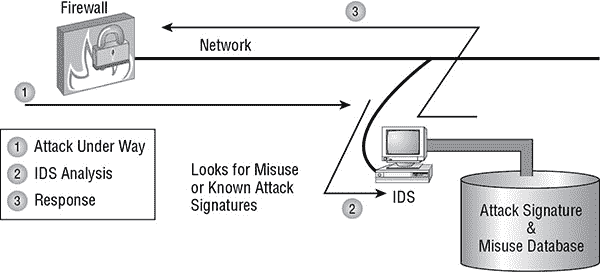 Firewall
3
Network
1
1 Attack Under Way
2 IDS Analysis
3 Response
Looks for Misuse
or Known Attack
Signatures
2
IDS
Attack Signature
&
Misuse Database